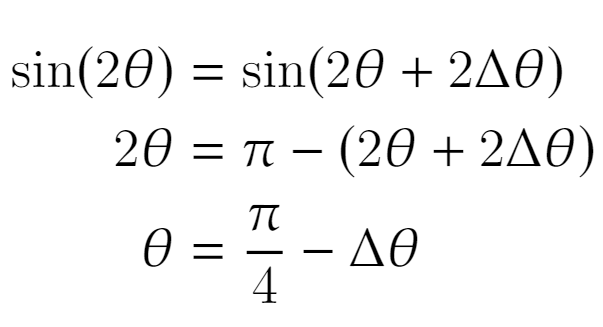 sin(2θ) = sin(2θ + 2Δθ)
2θ = π − (2θ + 2Δθ)
θ = π/4 − Δθ